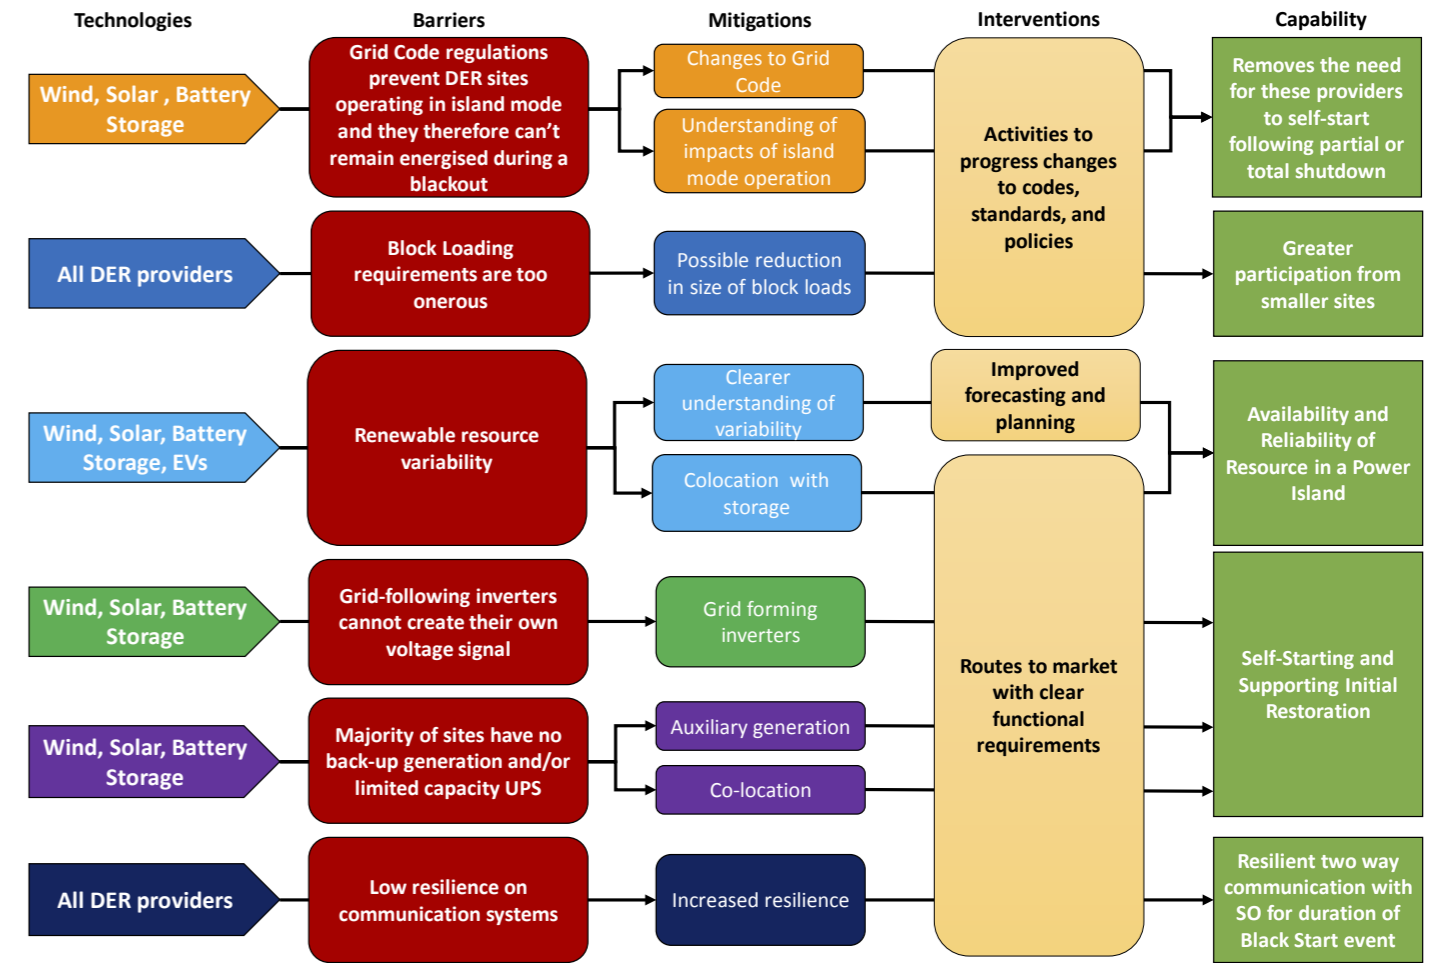 Technologies
Barriers
Mitigations
Interventions
Capability
Wind, Solar , Battery
Storage
Grid Code regulations
prevent DER sites
operating in island mode
and they therefore can't
remain energised during a
blackout
Changes to Grid
Code
Understanding of
impacts of island
mode operation
Activities to
progress changes
to codes,
standards, and
policies
Removes the need
for these providers
to self-start
following partial or
total shutdown
All DER providers
Block Loading
requirements are too
onerous
Possible reduction
in size of block loads
Greater
participation from
smaller sites
Wind, Solar, Battery
Storage, EVs
Renewable resource
variability
Clearer
understanding of
variability
Colocation with
storage
Improved
forecasting and
planning
Availability and
Reliability of
Resource in a Power
Island
Wind, Solar, Battery
Storage
Grid-following inverters
cannot create their own
voltage signal
Grid forming
inverters
Routes to market
with clear
functional
requirements
Self-Starting and
Supporting Initial
Restoration
Wind, Solar, Battery
Storage
Majority of sites have no
back-up generation and/or
limited capacity UPS
Auxiliary generation
Co-location
All DER providers
Low resilience on
communication systems
Increased resilience
Resilient two way
communication with
SO for duration of
Black Start event